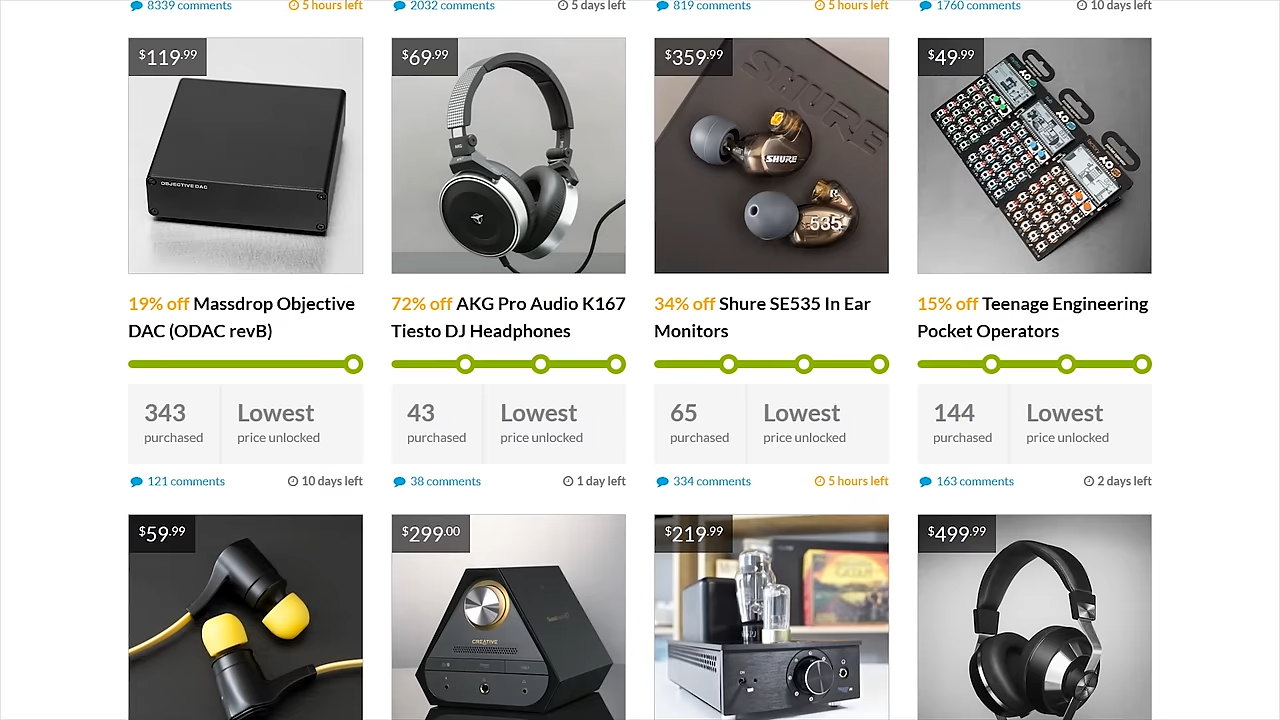 8339 comments 5 hours left
2032 comments 5 days left
819 comments 5 hours left
1760 comments 10 days left
$119.99
OBJECTIVE DAC
$69.99
AKG
$359.99
SHURE
SHURE
535
$49.99
19% off Massdrop Objective
DAC (ODAC revB)
72% off AKG Pro Audio K167
Tiesto DJ Headphones
34% off Shure SE535 In Ear
Monitors
15% off Teenage Engineering
Pocket Operators
343 Lowest
purchased price unlocked
43 Lowest
purchased price unlocked
65 Lowest
purchased price unlocked
144 Lowest
purchased price unlocked
121 comments 10 days left
38 comments 1 day left
334 comments 5 hours left
163 comments 2 days left
$59.99
$299.00
CREATIVE
$219.99
CATAN
$499.99